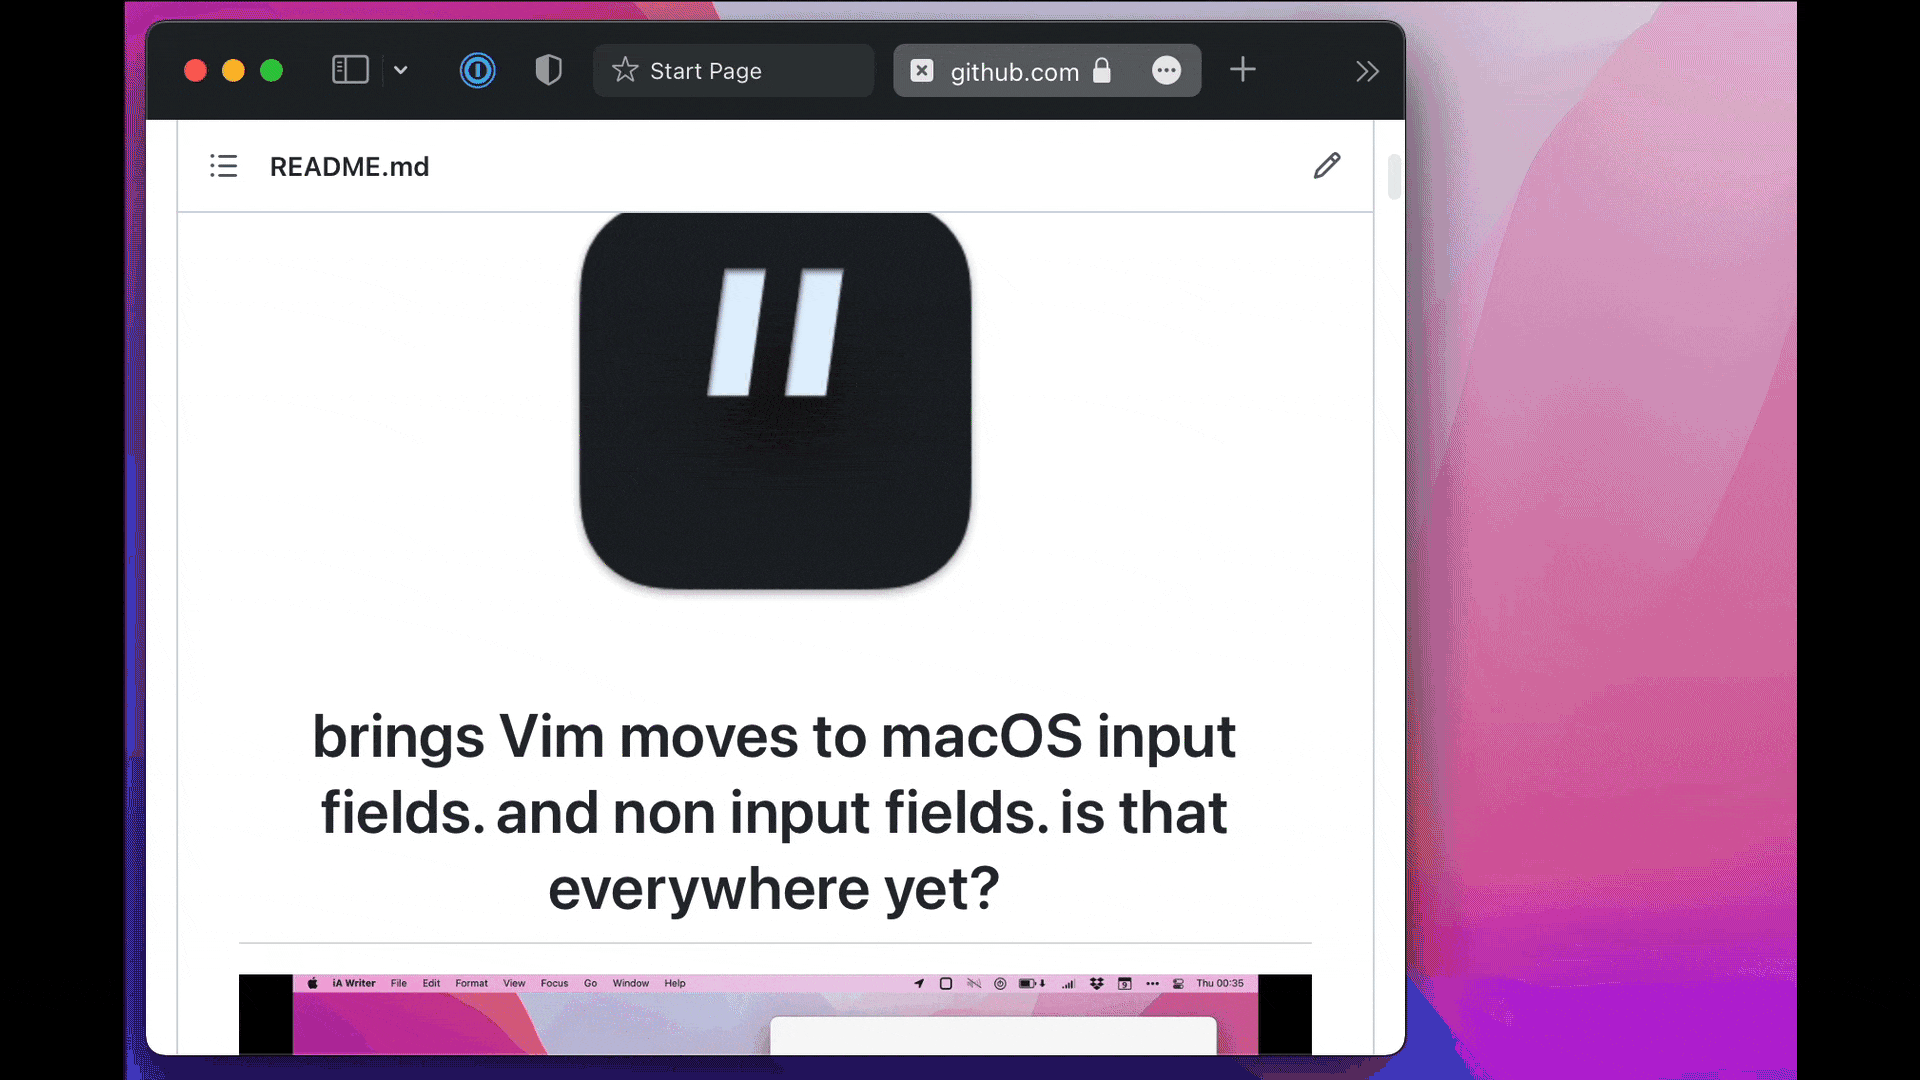 Start Page
github.com
README.md
"
brings Vim moves to macOS input
fields. and non input fields. is that
everywhere yet?
iA Writer File Edit Format View Focus Go Window Help
9
Thu 00:35